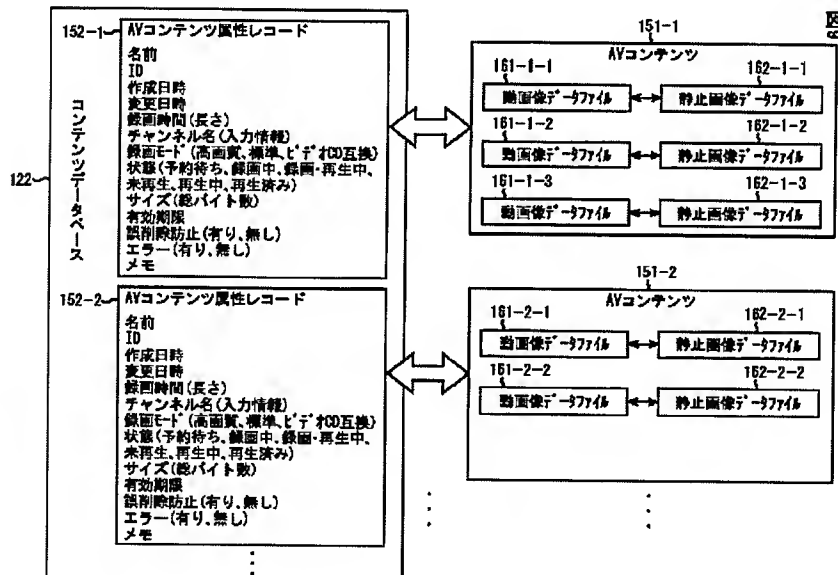 図6
122
コンテンツデータベース
152-1
AVコンテンツ属性レコード
名前
ID
作成日時
変更日時
録画時間(長さ)
チャンネル名(入力情報)
録画モード(高画質、標準、ビデオCD互換)
状態(予約待ち、録画中、録画・再生中、
未再生、再生中、再生済み)
サイズ(総バイト数)
有効期限
誤削除防止(有り、無し)
エラー(有り、無し)
メモ
152-2
AVコンテンツ属性レコード
名前
ID
作成日時
変更日時
録画時間(長さ)
チャンネル名(入力情報)
録画モード(高画質、標準、ビデオCD互換)
状態(予約待ち、録画中、録画・再生中、
未再生、再生中、再生済み)
サイズ(総バイト数)
有効期限
誤削除防止(有り、無し)
エラー(有り、無し)
メモ
151-1
AVコンテンツ
161-1-1
162-1-1
動画像データファイル
静止画像データファイル
161-1-2
162-1-2
動画像データファイル
静止画像データファイル
161-1-3
162-1-3
動画像データファイル
静止画像データファイル
151-2
AVコンテンツ
161-2-1
162-2-1
動画像データファイル
静止画像データファイル
161-2-2
162-2-2
動画像データファイル
静止画像データファイル